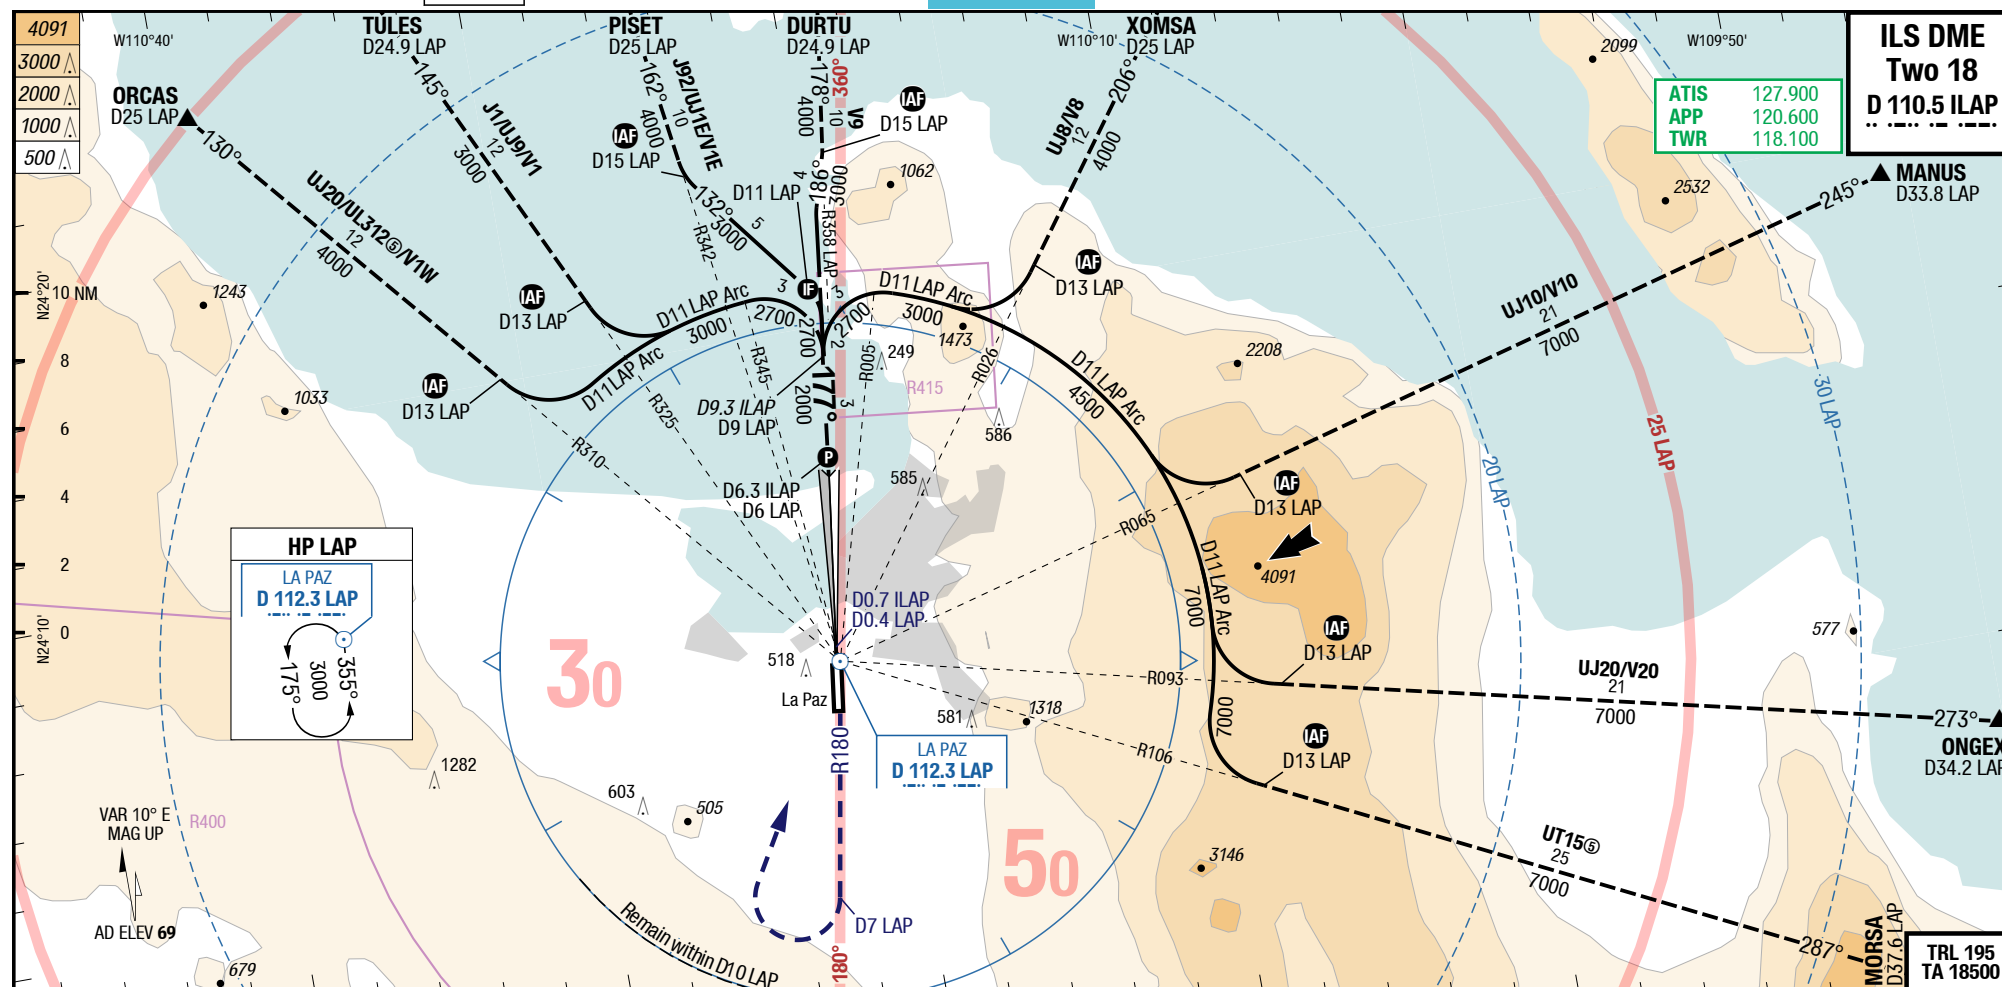 4091
3000
2000
1000
500
W110°40'
TULES
D24.9 LAP
PISET
D25 LAP
DURTU
D24.9 LAP
W110°10'
XOMSA
D25 LAP
W109°50'
ILS DME
Two 18
D 110.5 ILAP
ATIS 127.900
APP 120.600
TWR 118.100
ORCAS
D25 LAP
130°
UJ20/UL312⑤/V1W
12
4000
145°
J1/UJ9/V1
12
3000
162°
J92/UJ1E/V1E
10
4000
IAF
D15 LAP
132°
3000
5
178°
4000
360°
10
V9
IAF
D15 LAP
D11 LAP
4
186°
3000
R358 LAP
R342
206°
UJ8/V8
12
4000
MANUS
D33.8 LAP
245°
UJ10/V10
21
7000
2099
2532
1062
1243
1033
N24°20'
10 NM
8
6
4
2
0
N24°10'
IAF
D13 LAP
IAF
D13 LAP
IAF
D13 LAP
D11 LAP Arc
3000
D11 LAP Arc
3
2700
IF
2700
5
2700
2
D11 LAP Arc
3000
1473
D11 LAP Arc
4500
2208
R345
R325
R310
R005
R026
249
R415
586
D9.3 ILAP
D9 LAP
177°
2000
3
P
D6.3 ILAP
D6 LAP
585
R065
IAF
D13 LAP
4091
D11 LAP Arc
7000
IAF
D13 LAP
25 LAP
20 LAP
30 LAP
HP LAP
LA PAZ
D 112.3 LAP
175°
3000
355°
30
D0.7 ILAP
D0.4 LAP
518
La Paz
R093
577
UJ20/V20
21
7000
273°
ONGEX
D34.2 LAP
581
1318
7000
R106
IAF
D13 LAP
R180
LA PAZ
D 112.3 LAP
1282
603
505
VAR 10° E
MAG UP
R400
50
3146
UT15⑤
25
7000
287°
MORSA
D37.6 LAP
AD ELEV 69
Remain within D10 LAP
D7 LAP
180°
679
TRL 195
TA 18500